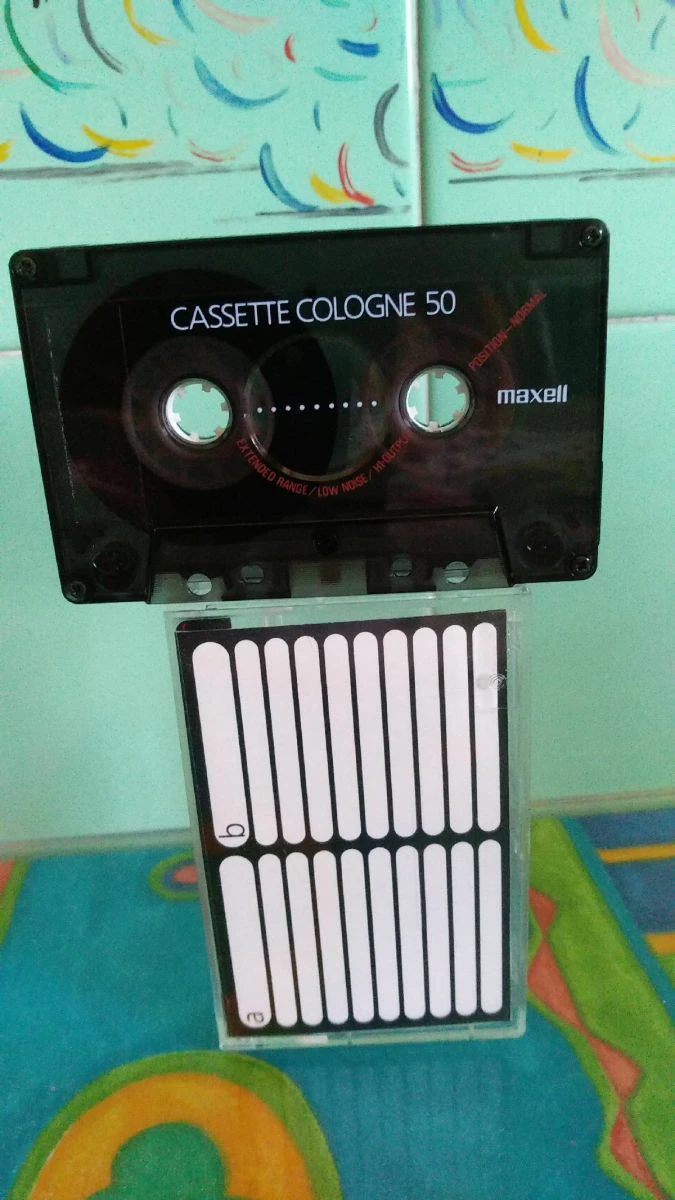 CASSETTE COLOGNE 50
POSITION–NORMAL
maxell
EXTENDED RANGE/LOW NOISE/HI-OUTPUT
b
a